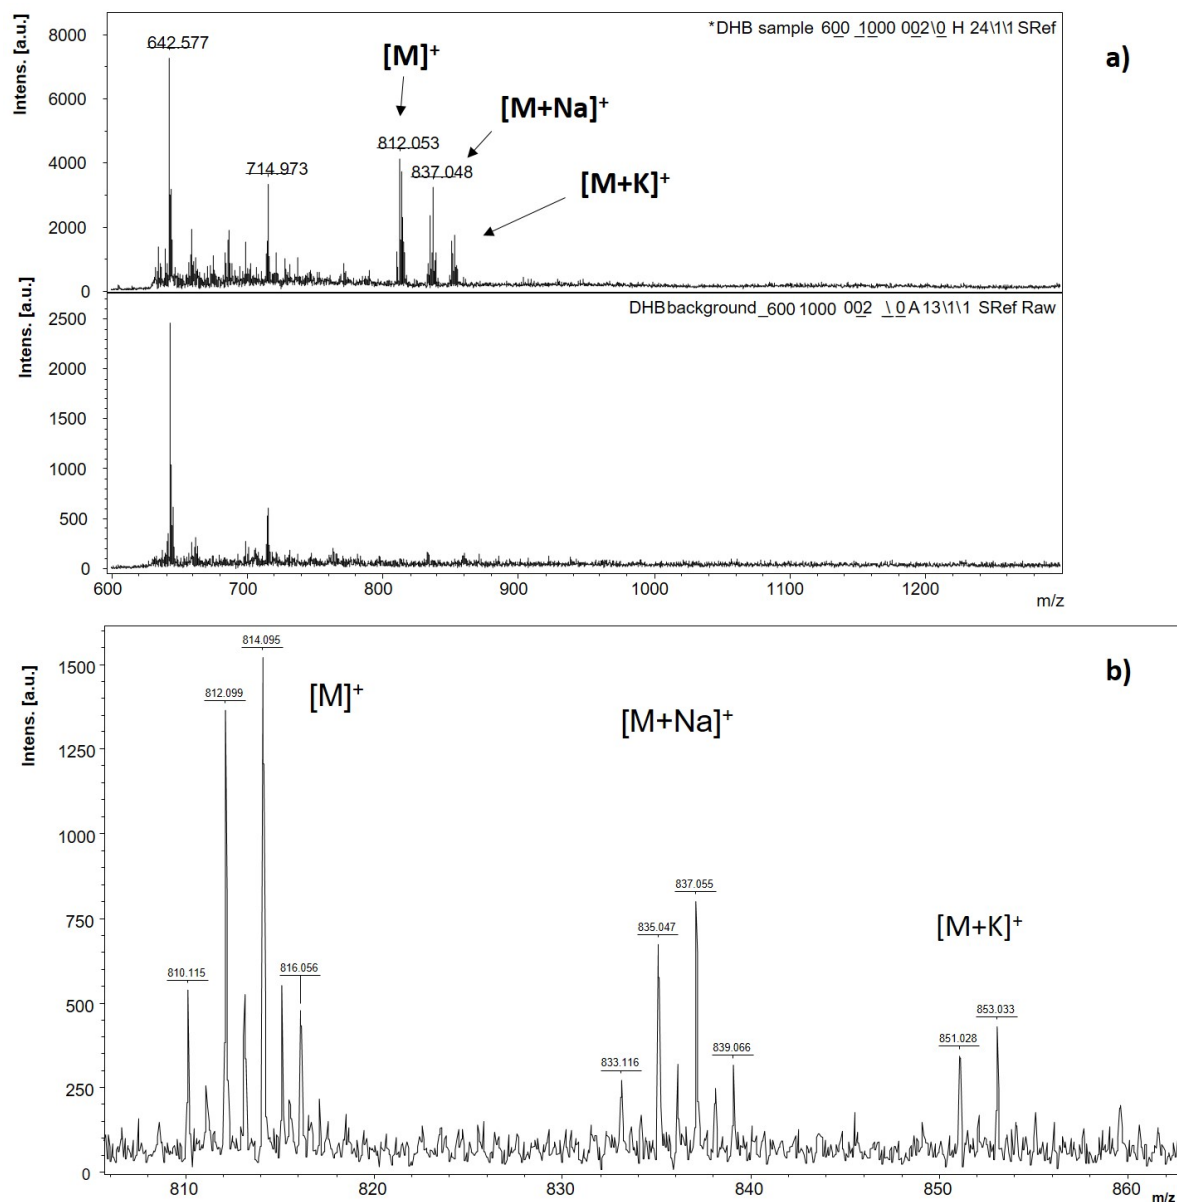 *DHB sample 600 1000 002\0 H 24\1\1 SRef
a)
Intens. [a.u.]
8000
6000
4000
2000
0
642.577
714.973
[M]+
812.053
[M+Na]+
837.048
[M+K]+
DHB background_600 1000 002 \0 A 13\1\1 SRef Raw
Intens. [a.u.]
2500
2000
1500
1000
500
0
600 700 800 900 1000 1100 1200
m/z
b)
Intens. [a.u.]
1500
1250
1000
750
500
250
0
814.095
812.099
[M]+
810.115
816.056
[M+Na]+
837.055
835.047
833.116
839.066
[M+K]+
853.033
851.028
810 820 830 840 850 860
m/z